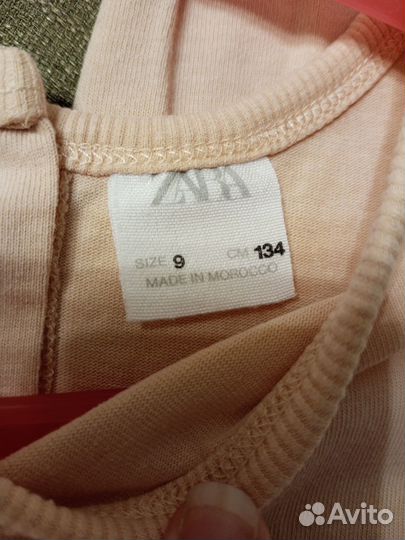 ZARA
SIZE 9 CM 134
MADE IN MOROCCO
Avito